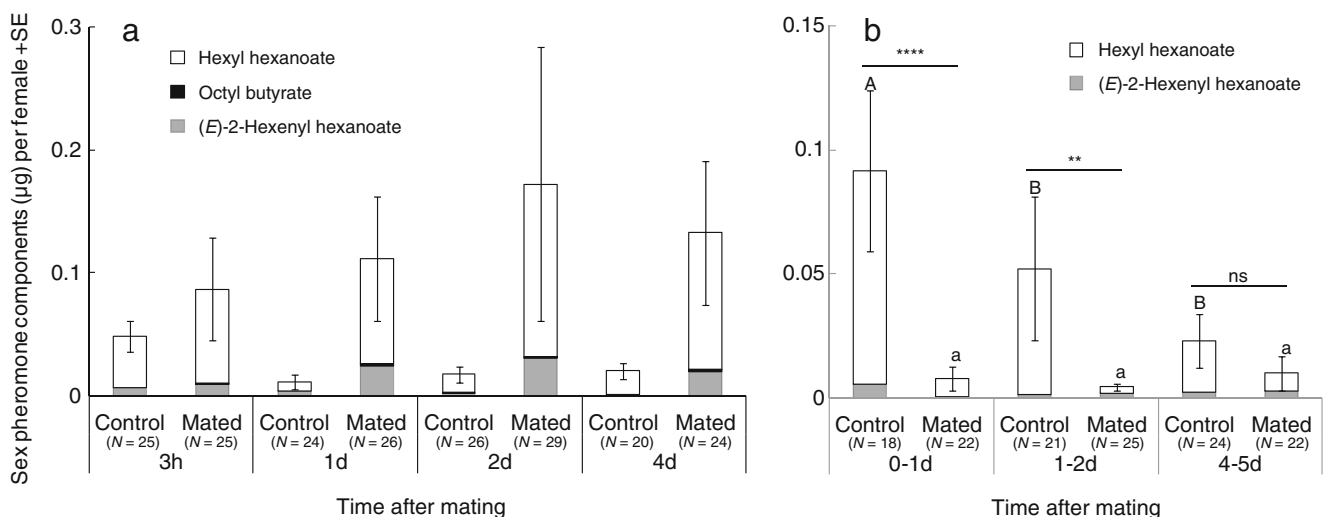 Sex pheromone components (µg) per female +SE
a
0.3
0.2
0.1
0
Hexyl hexanoate
Octyl butyrate
(E)-2-Hexenyl hexanoate
Control Mated Control Mated Control Mated Control Mated
(N = 25) (N = 25) (N = 24) (N = 26) (N = 26) (N = 29) (N = 20) (N = 24)
3h 1d 2d 4d
Time after mating
b
0.15
0.1
0.05
0
Hexyl hexanoate
(E)-2-Hexenyl hexanoate
****
A
a
**
B
a
ns
B
a
Control Mated Control Mated Control Mated
(N = 18) (N = 22) (N = 21) (N = 25) (N = 24) (N = 22)
0-1d 1-2d 4-5d
Time after mating